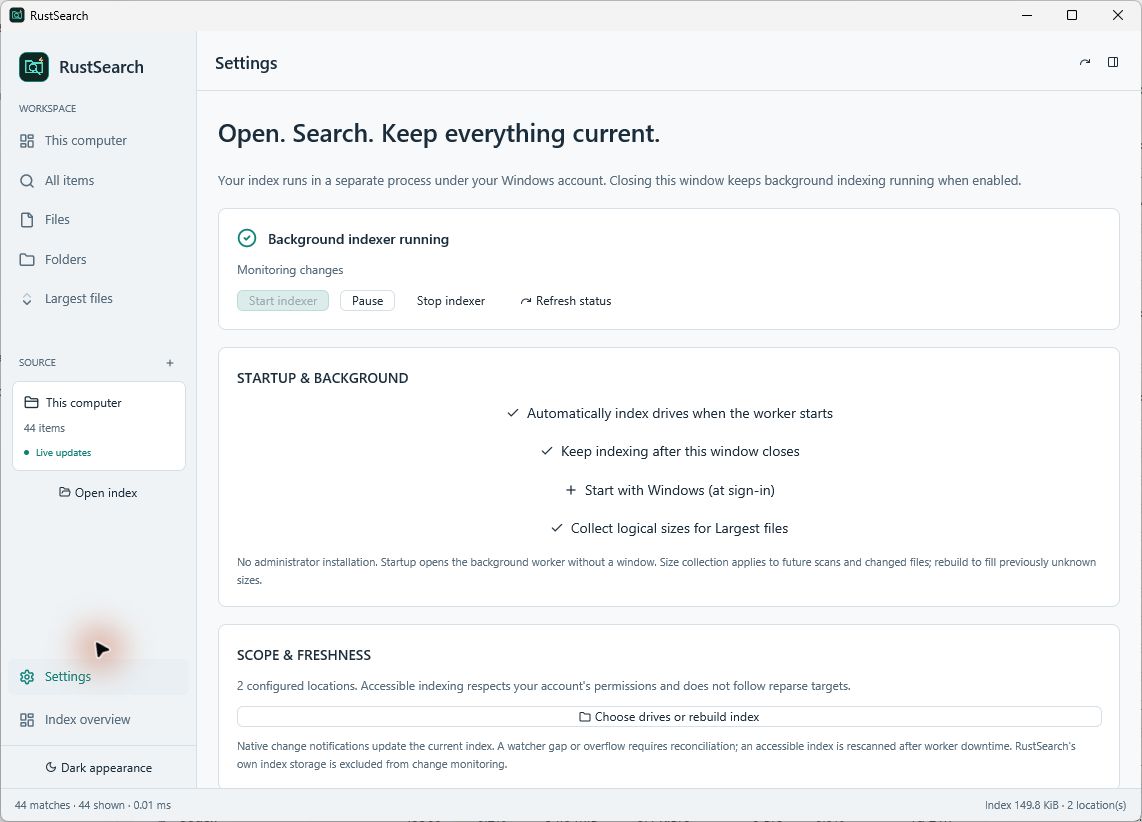 RustSearch
RustSearch
WORKSPACE
This computer
All items
Files
Folders
Largest files
SOURCE
+
This computer
44 items
Live updates
Open index
Settings
Index overview
Dark appearance
Settings
Open. Search. Keep everything current.
Your index runs in a separate process under your Windows account. Closing this window keeps background indexing running when enabled.
Background indexer running
Monitoring changes
Start indexer
Pause
Stop indexer
Refresh status
STARTUP & BACKGROUND
Automatically index drives when the worker starts
Keep indexing after this window closes
Start with Windows (at sign-in)
Collect logical sizes for Largest files
No administrator installation. Startup opens the background worker without a window. Size collection applies to future scans and changed files; rebuild to fill previously unknown
sizes.
SCOPE & FRESHNESS
2 configured locations. Accessible indexing respects your account's permissions and does not follow reparse targets.
Choose drives or rebuild index
Native change notifications update the current index. A watcher gap or overflow requires reconciliation; an accessible index is rescanned after worker downtime. RustSearch's
own index storage is excluded from change monitoring.
44 matches · 44 shown · 0.01 ms
Index 149.8 KiB · 2 location(s)